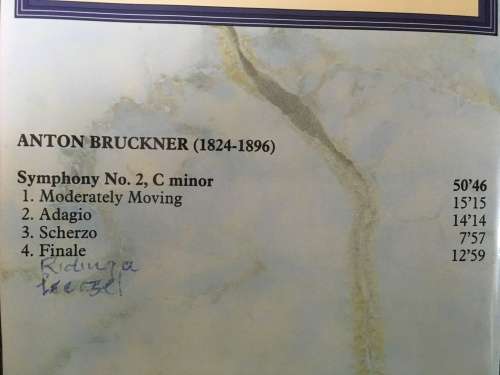 ANTON BRUCKNER (1824-1896)
Symphony No. 2, C minor 50'46
1. Moderately Moving 15'15
2. Adagio 14'14
3. Scherzo 7'57
4. Finale 12'59